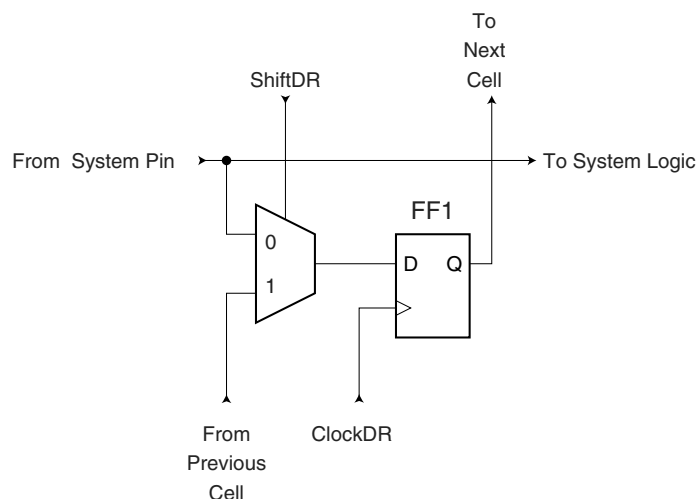 To
Next
Cell
ShiftDR
From System Pin
To System Logic
FF1
0
D Q
1
From
Previous
Cell
ClockDR